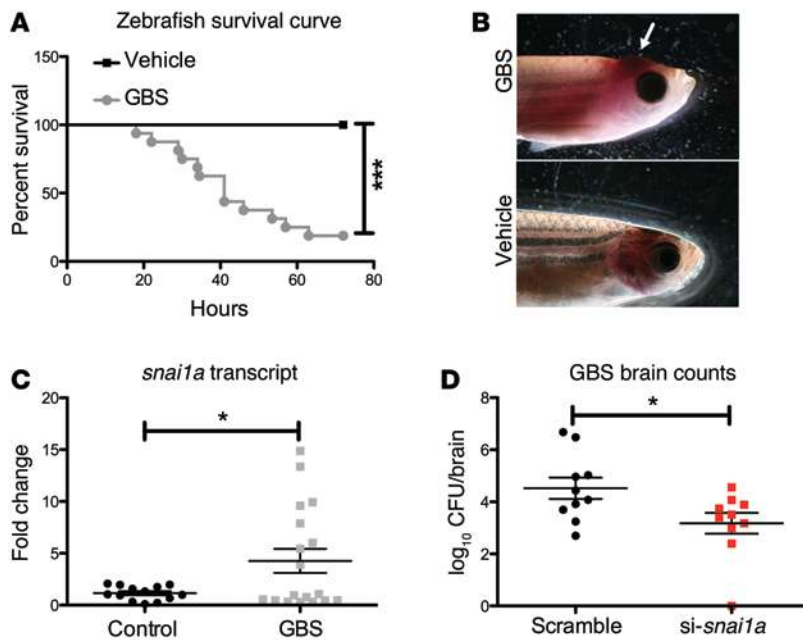 A
Zebrafish survival curve
Vehicle
GBS
Percent survival
150
100
50
0
0
20
40
60
80
Hours
***
B
GBS
Vehicle
C
snai1a transcript
*
Fold change
20
15
10
5
0
Control
GBS
D
GBS brain counts
*
log₁₀ CFU/brain
8
6
4
2
0
Scramble
si-snai1a